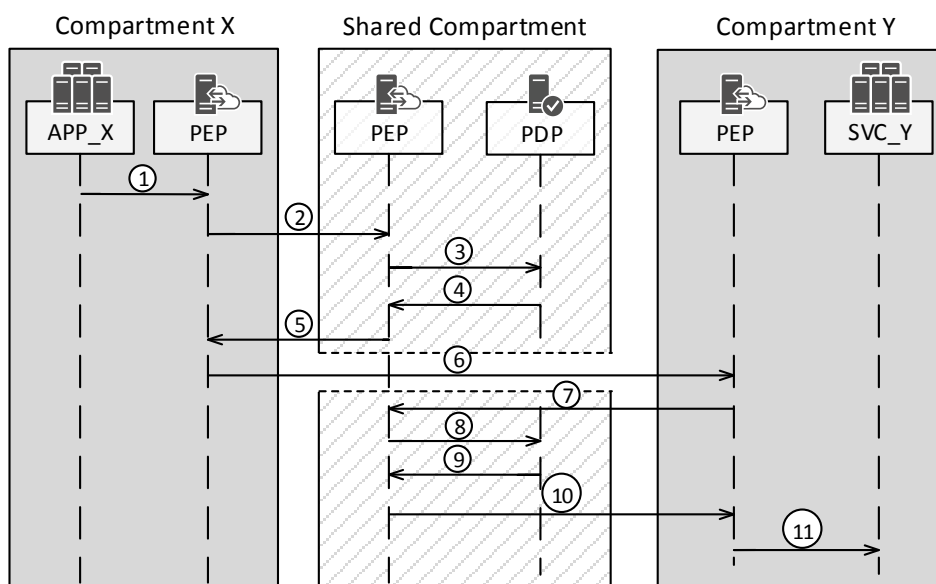 Compartment X
Shared Compartment
Compartment Y
APP_X
PEP
PEP
PDP
PEP
SVC_Y
1
2
3
4
5
6
7
8
9
10
11